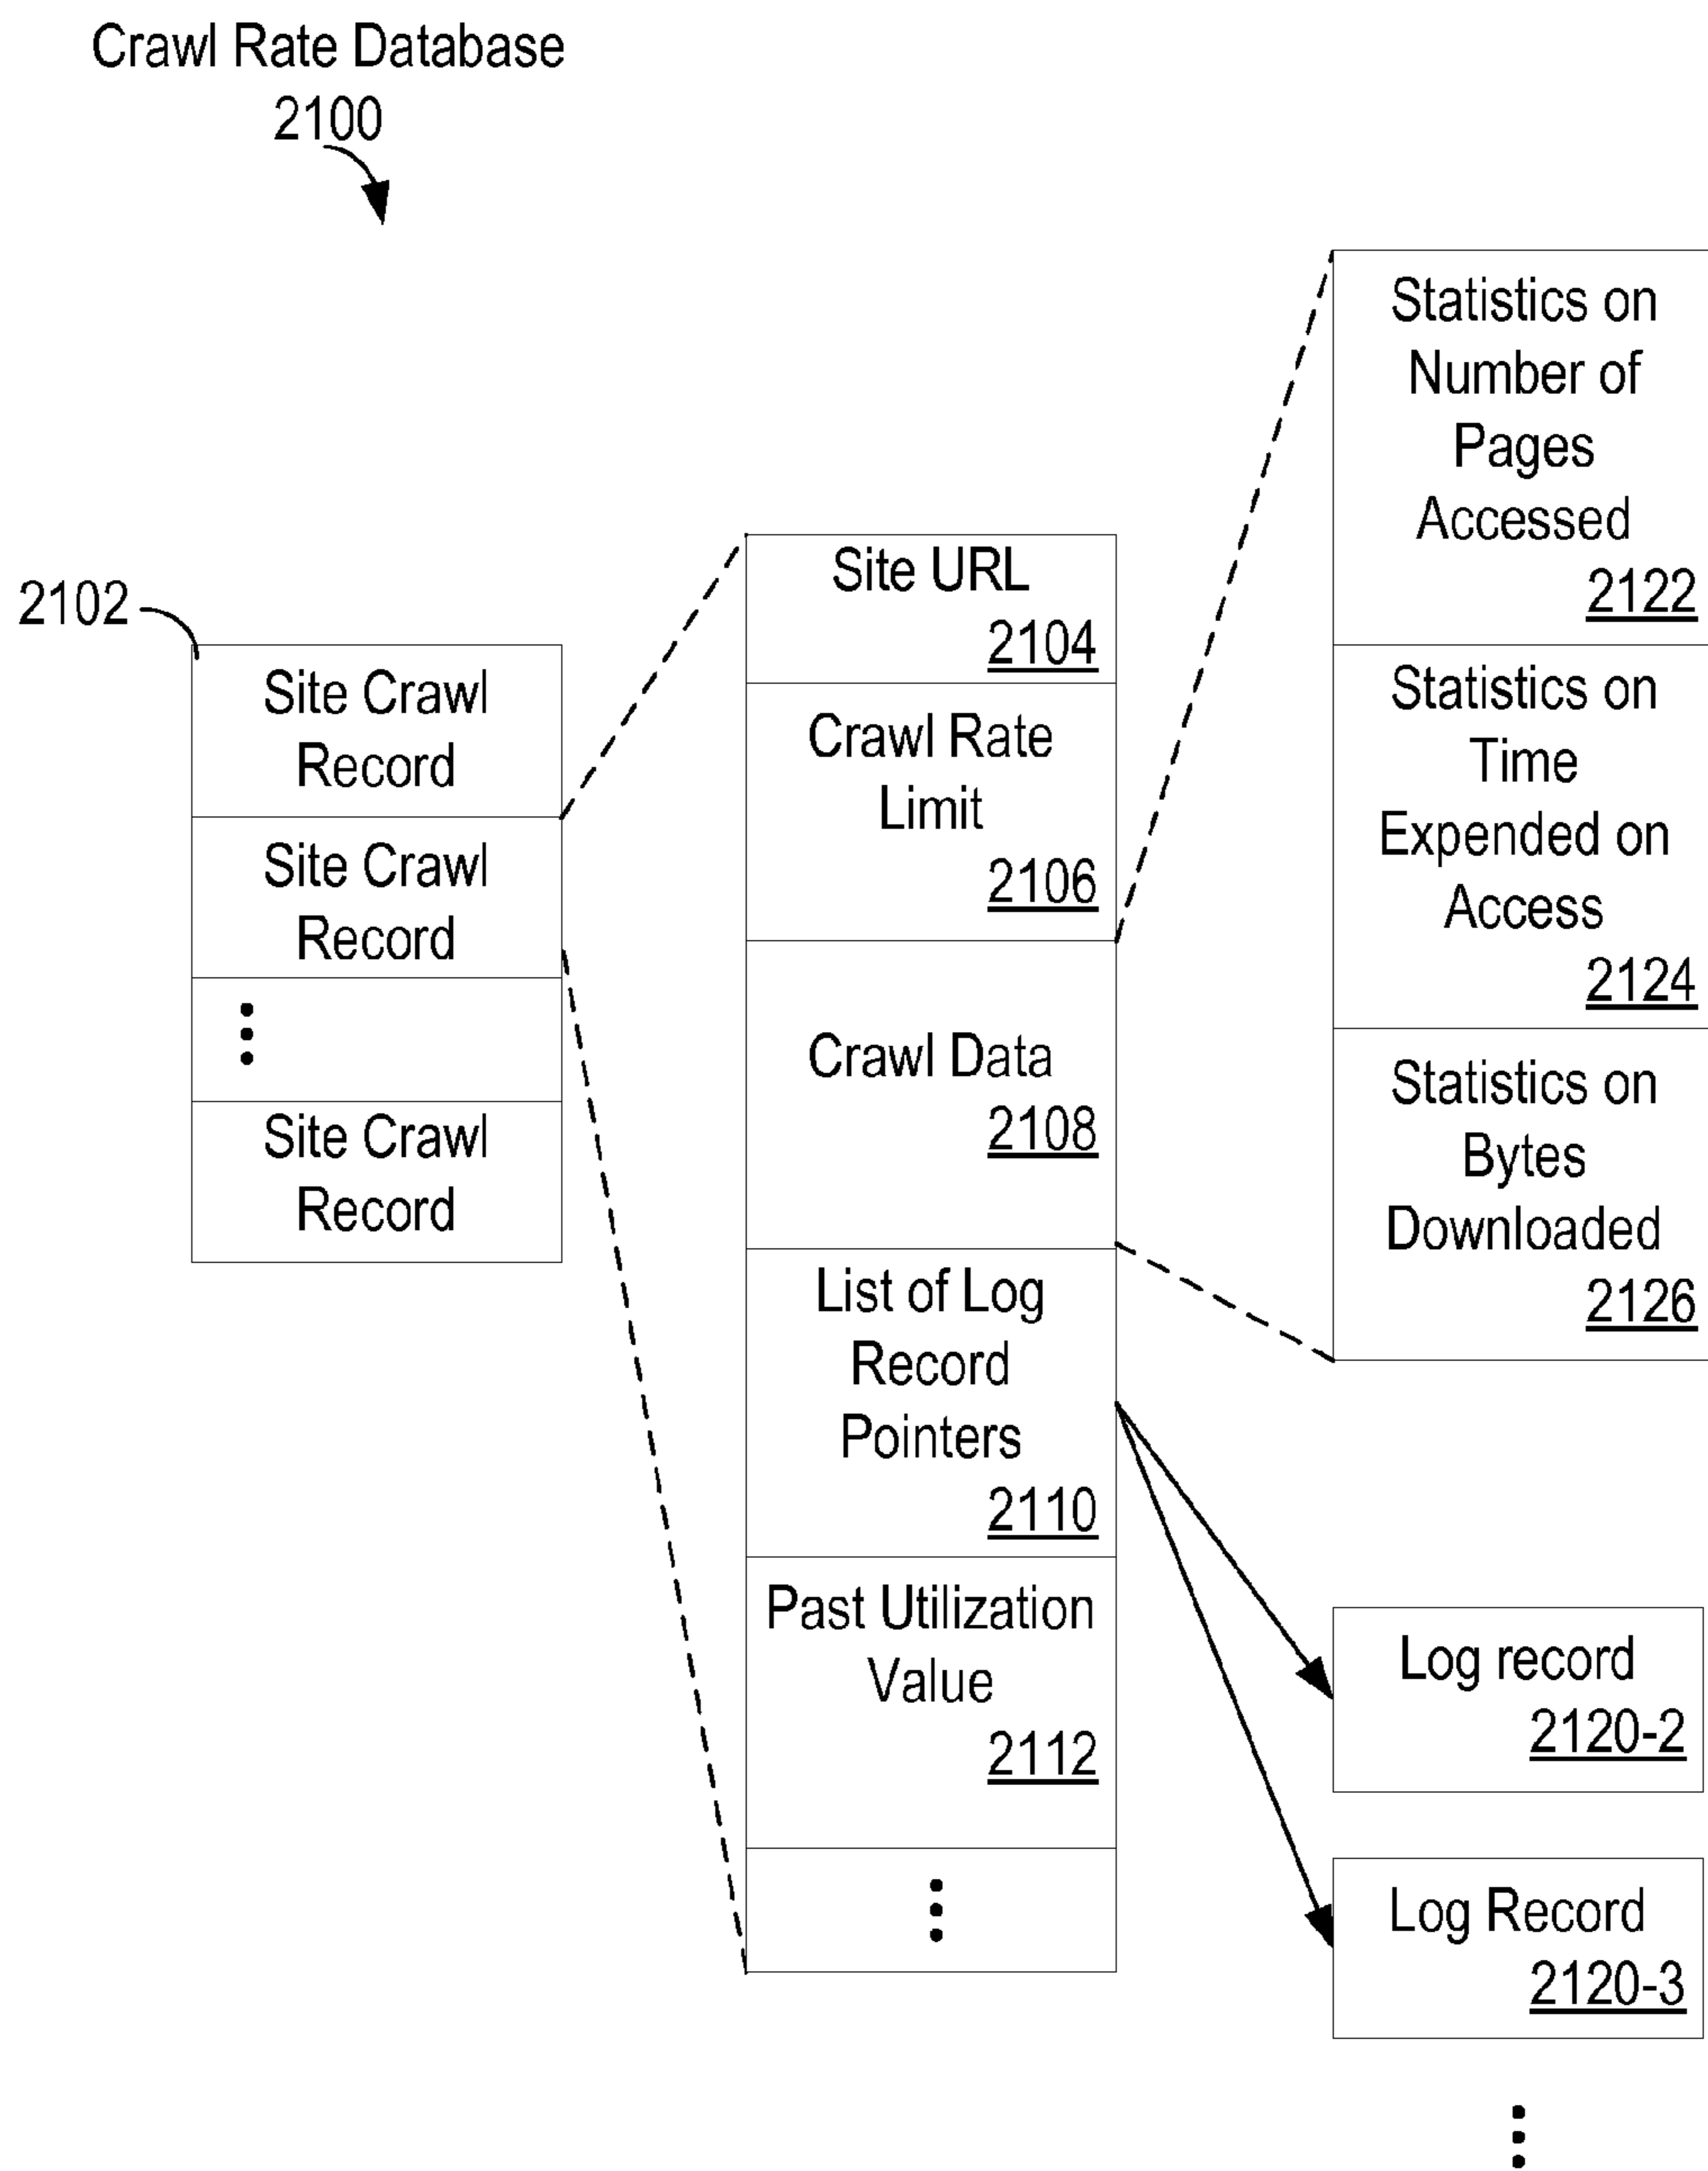 Crawl Rate Database
2100
2102
Site Crawl
Record
Site Crawl
Record
Site Crawl
Record
Site URL
2104
Crawl Rate
Limit
2106
Crawl Data
2108
List of Log
Record
Pointers
2110
Past Utilization
Value
2112
Statistics on
Number of
Pages
Accessed
2122
Statistics on
Time
Expended on
Access
2124
Statistics on
Bytes
Downloaded
2126
Log record
2120-2
Log Record
2120-3